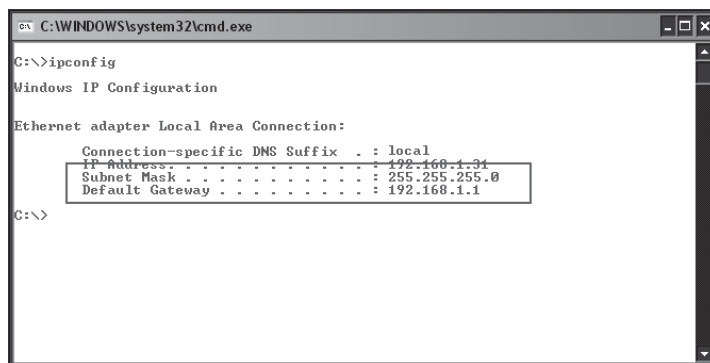 C:\WINDOWS\system32\cmd.exe
C:\>ipconfig
Windows IP Configuration
Ethernet adapter Local Area Connection:
Connection-specific DNS Suffix . : local
IP Address. . . . . . . . . . . . : 192.168.1.31
Subnet Mask . . . . . . . . . . . : 255.255.255.0
Default Gateway . . . . . . . . . : 192.168.1.1
C:\>